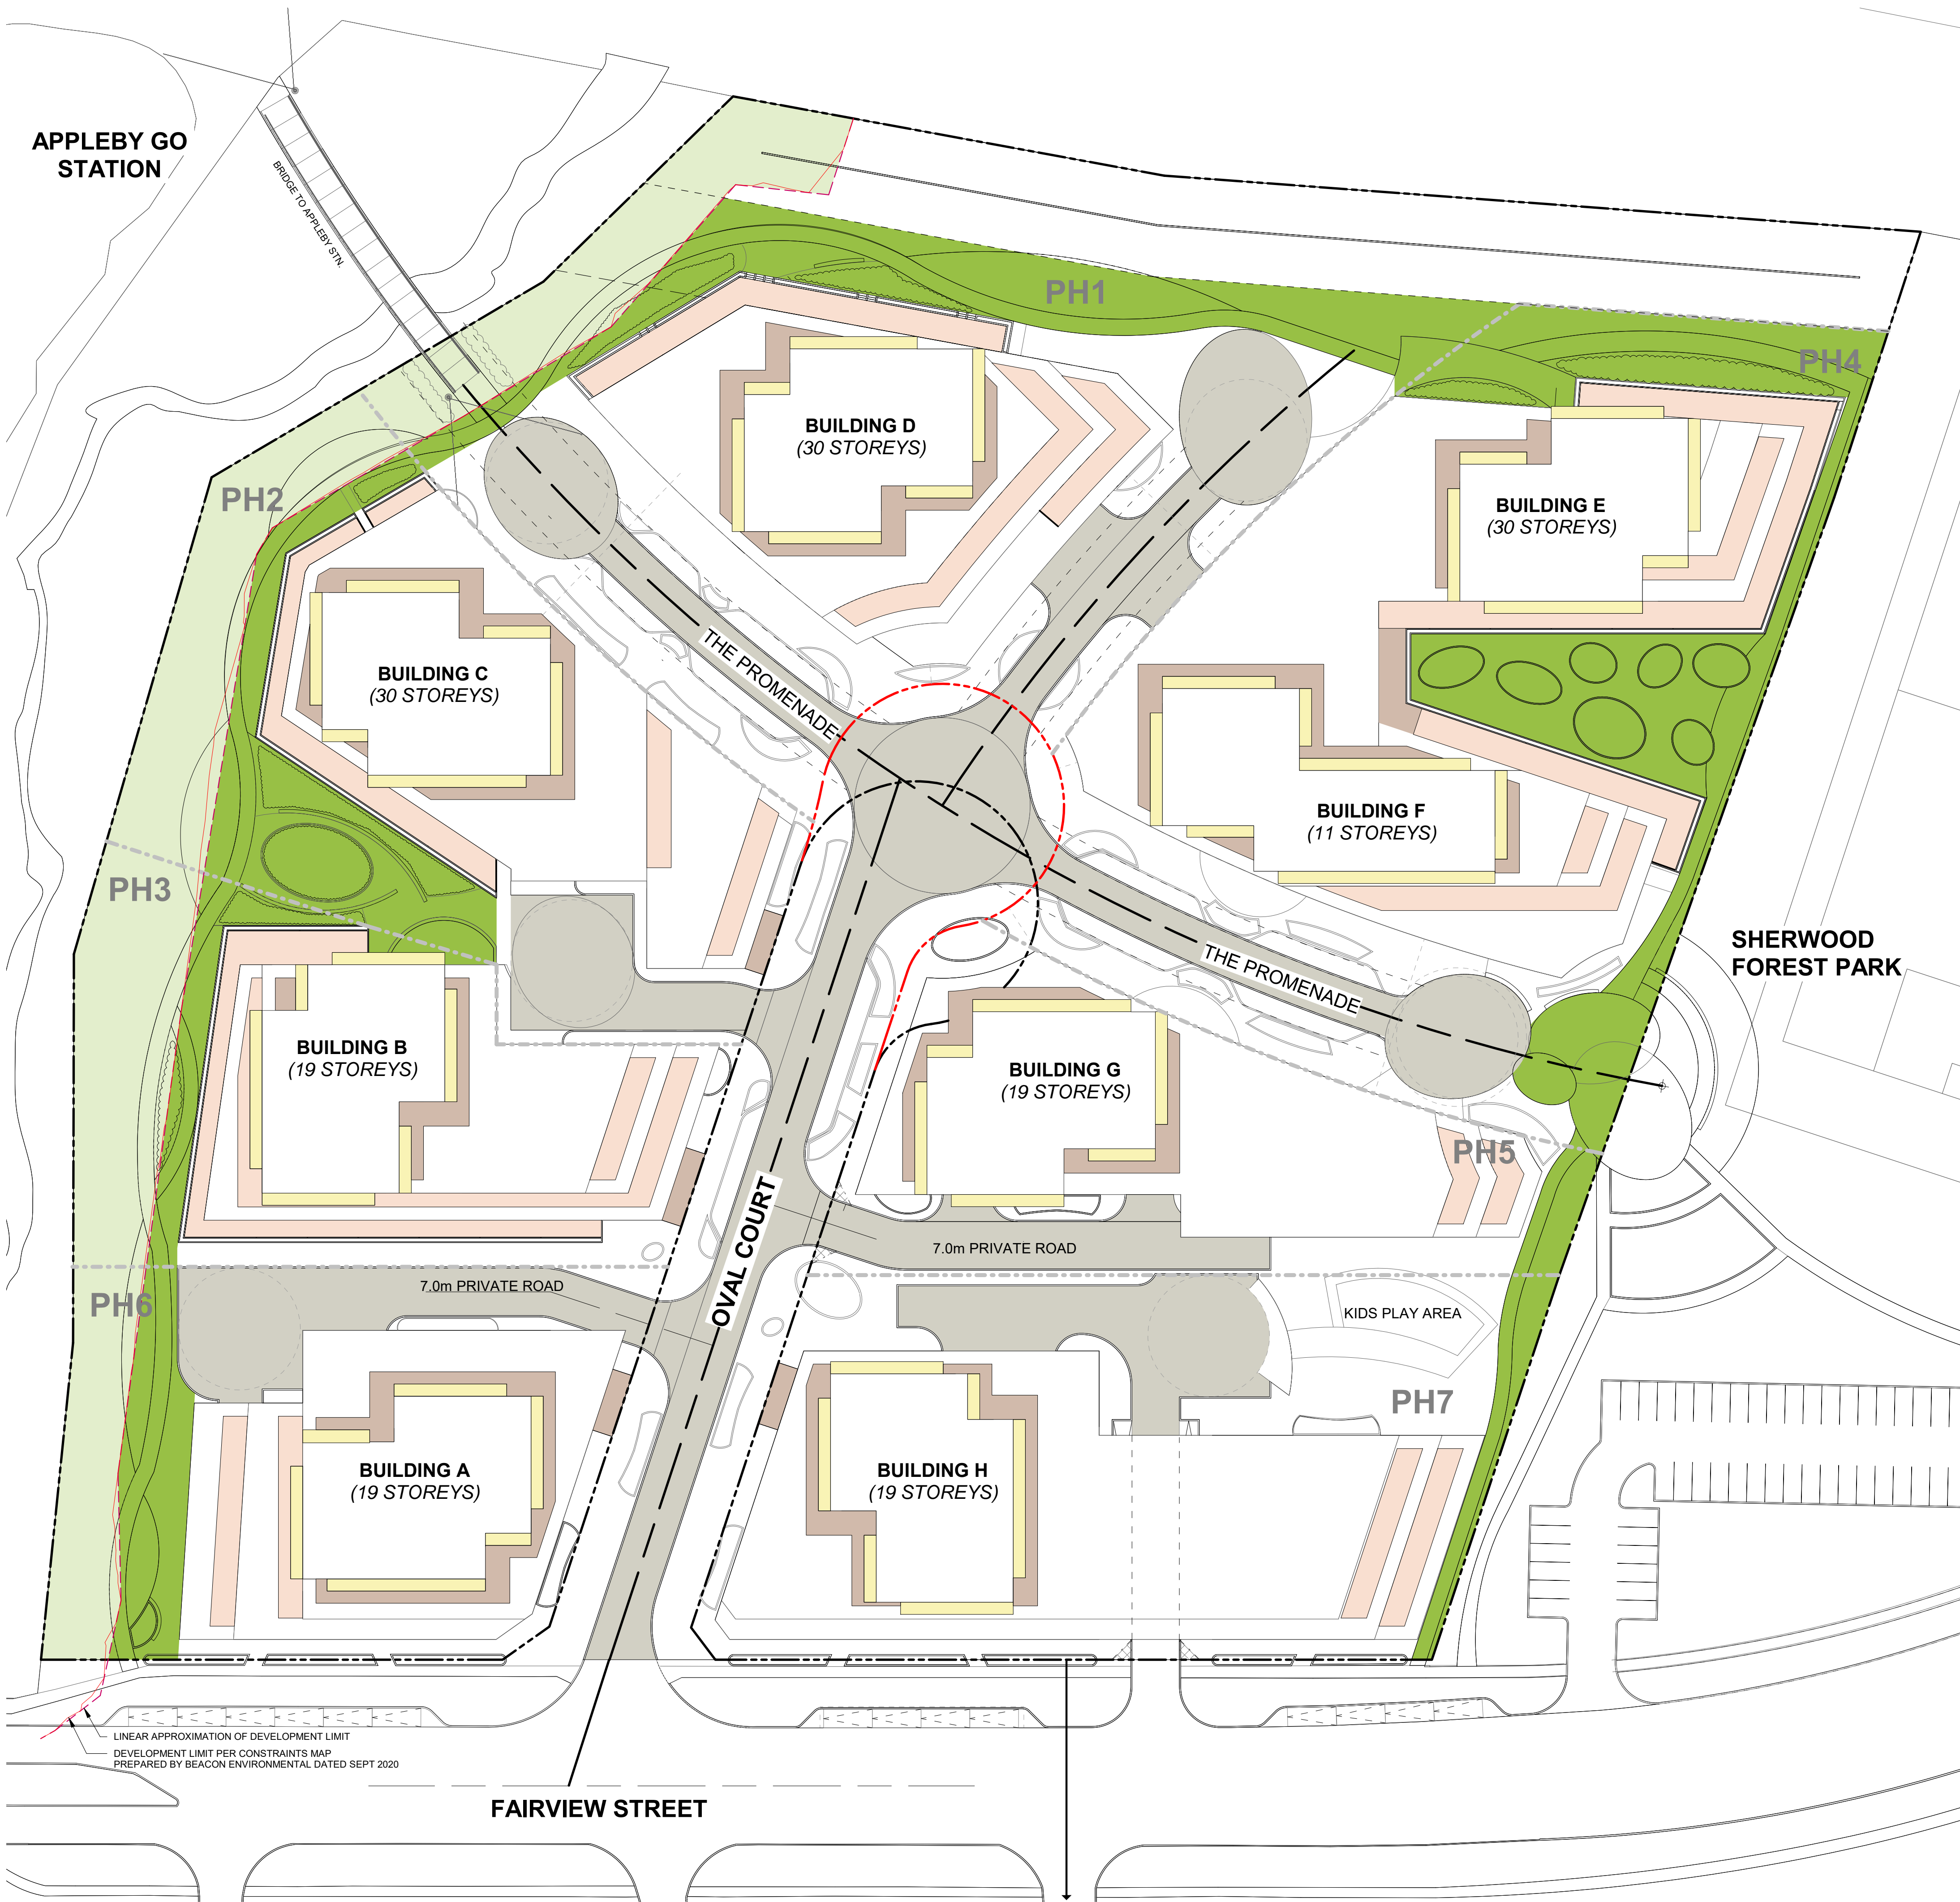 APPLEBY GO
STATION
BRIDGE TO APPLEBY STN.
PH1
PH4
BUILDING D
(30 STOREYS)
BUILDING E
(30 STOREYS)
PH2
BUILDING C
(30 STOREYS)
THE PROMENADE
BUILDING F
(11 STOREYS)
PH3
SHERWOOD
FOREST PARK
THE PROMENADE
BUILDING B
(19 STOREYS)
BUILDING G
(19 STOREYS)
PH5
OVAL COURT
7.0m PRIVATE ROAD
7.0m PRIVATE ROAD
PH6
KIDS PLAY AREA
PH7
BUILDING A
(19 STOREYS)
BUILDING H
(19 STOREYS)
LINEAR APPROXIMATION OF DEVELOPMENT LIMIT
DEVELOPMENT LIMIT PER CONSTRAINTS MAP
PREPARED BY BEACON ENVIRONMENTAL DATED SEPT 2020
FAIRVIEW STREET